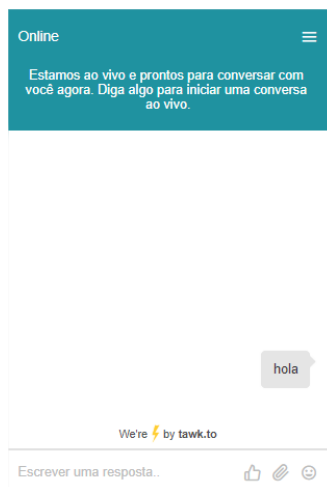 Online
Estamos ao vivo e prontos para conversar com
você agora. Diga algo para iniciar uma conversa
ao vivo.
hola
We're by tawk.to
Escrever uma resposta..